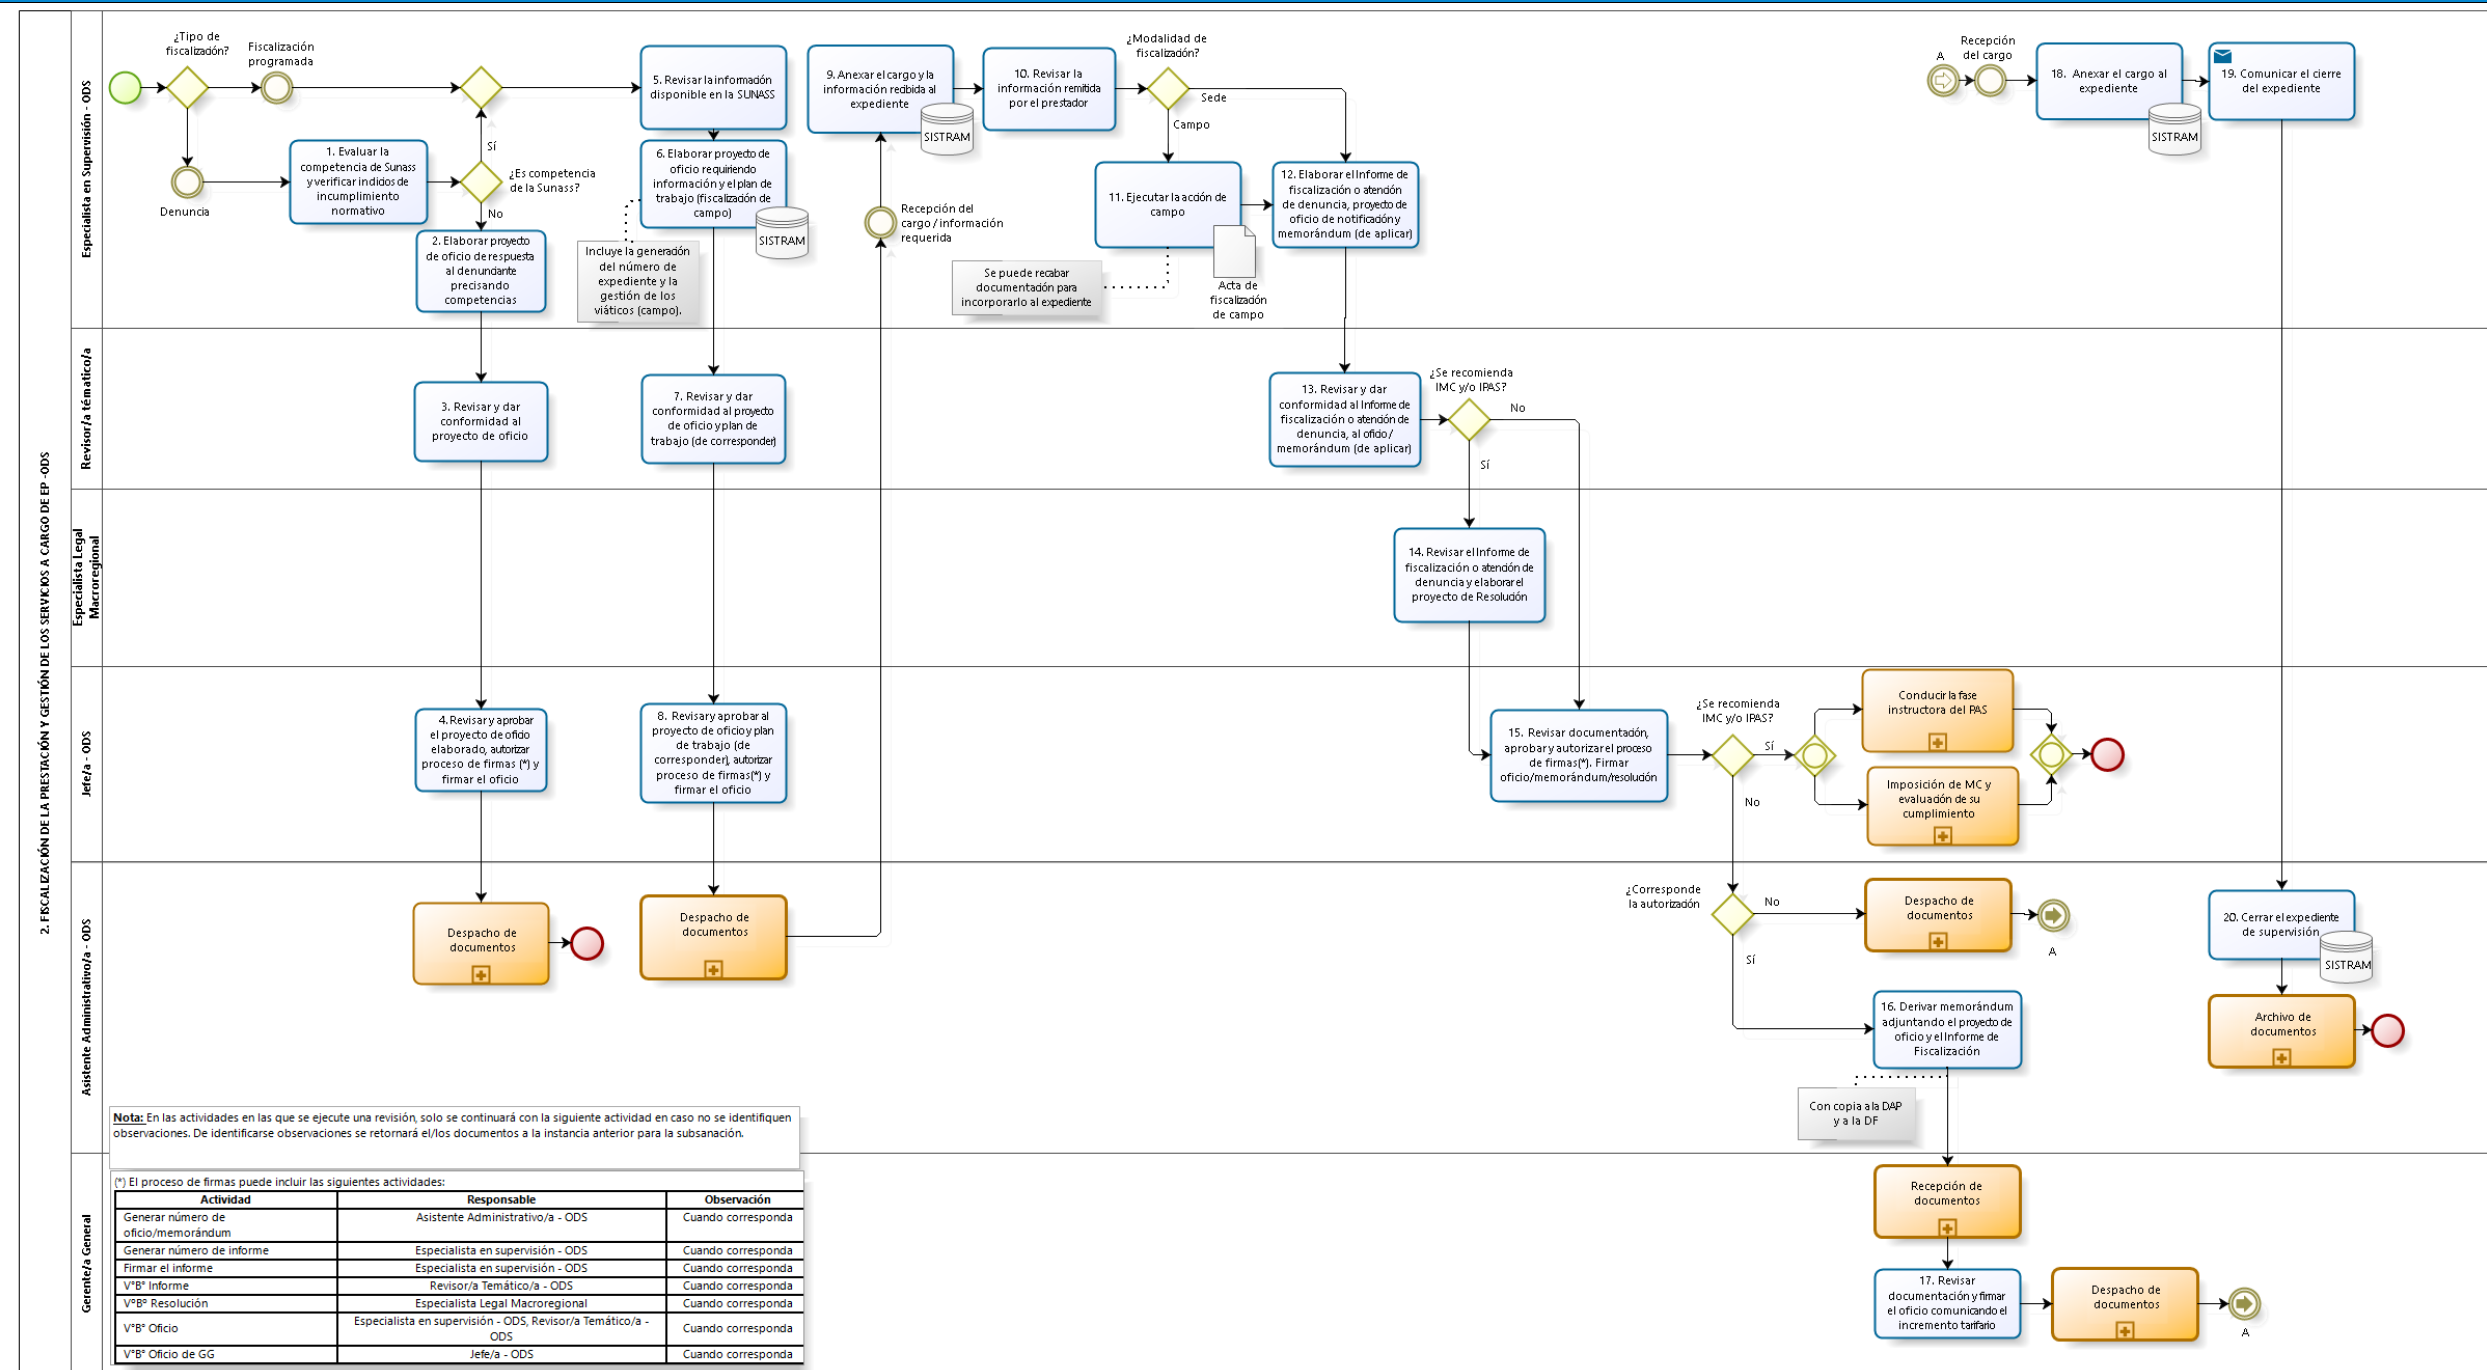 2. FISCALIZACIÓN DE LA PRESTACIÓN Y GESTIÓN DE LOS SERVICIOS A CARGO DE EP -ODS
Especialista en Supervisión - ODS
¿Tipo de
fiscalización?
Fiscalización
programada
Denuncia
1. Evaluar la
competencia de Sunass
y verificar indicios de
incumplimiento
normativo
Sí
¿Es competencia
de la Sunass?
No
2. Elaborar proyecto
de oficio de respuesta
al denunciante
precisando
competencias
5. Revisar la información
disponible en la SUNASS
6. Elaborar proyecto de
oficio requiriendo
información y el plan de
trabajo (fiscalización de
campo)
SISTRAM
Incluye la generación
del número de
expediente y la
gestión de los
viáticos (campo).
9. Anexar el cargo y la
información recibida al
expediente
SISTRAM
Recepción del
cargo / información
requerida
10. Revisar la
información remitida
por el prestador
¿Modalidad de
fiscalización?
Sede
Campo
11. Ejecutar la acción de
campo
Se puede recabar
documentación para
incorporarlo al expediente
Acta de
fiscalización
de campo
12. Elaborar el Informe de
fiscalización o atención
de denuncia, proyecto de
oficio de notificación y
memorándum (de aplicar)
A
Recepción
del cargo
18. Anexar el cargo al
expediente
SISTRAM
19. Comunicar el cierre
del expediente
Revisor/a témático/a
3. Revisar y dar
conformidad al
proyecto de oficio
7. Revisar y dar
conformidad al proyecto
de oficio y plan de
trabajo (de corresponder)
13. Revisar y dar
conformidad al Informe de
fiscalización o atención de
denuncia, al oficio/
memorándum (de aplicar)
¿Se recomienda
IMC y/o IPAS?
No
Sí
Especialista Legal
Macroregional
14. Revisar el Informe de
fiscalización o atención de
denuncia y elaborar el
proyecto de Resolución
Jefe/a - ODS
4. Revisar y aprobar
el proyecto de oficio
elaborado, autorizar
proceso de firmas (*) y
firmar el oficio
8. Revisar y aprobar al
proyecto de oficio y plan
de trabajo (de
corresponder), autorizar
proceso de firmas(*) y
firmar el oficio
15. Revisar documentación,
aprobar y autorizar el proceso
de firmas(*). Firmar
oficio/memorándum/resolución
¿Se recomienda
IMC y/o IPAS?
Sí
No
Conducir la fase
instructora del PAS
Imposición de MC y
evaluación de su
cumplimiento
Asistente Administrativo/a - ODS
Despacho de
documentos
Despacho de
documentos
¿Corresponde
la autorización
No
Sí
Despacho de
documentos
A
16. Derivar memorándum
adjuntando el proyecto de
oficio y el Informe de
Fiscalización
Con copia a la DAP
y a la DF
20. Cerrar el expediente
de supervisión
SISTRAM
Archivo de
documentos
Nota: En las actividades en las que se ejecute una revisión, solo se continuará con la siguiente actividad en caso no se identifiquen
observaciones. De identificarse observaciones se retornará el/los documentos a la instancia anterior para la subsanación.
Gerente/a General
(*) El proceso de firmas puede incluir las siguientes actividades:
Actividad Responsable Observación
Generar número de
oficio/memorándum Asistente Administrativo/a - ODS Cuando corresponda
Generar número de informe Especialista en supervisión - ODS Cuando corresponda
Firmar el informe Especialista en supervisión - ODS Cuando corresponda
V°B° Informe Revisor/a Temático/a - ODS Cuando corresponda
V°B° Resolución Especialista Legal Macroregional Cuando corresponda
V°B° Oficio Especialista en supervisión - ODS, Revisor/a Temático/a -
ODS Cuando corresponda
V°B° Oficio de GG Jefe/a - ODS Cuando corresponda
Recepción de
documentos
17. Revisar
documentación y firmar
el oficio comunicando el
incremento tarifario
Despacho de
documentos
A